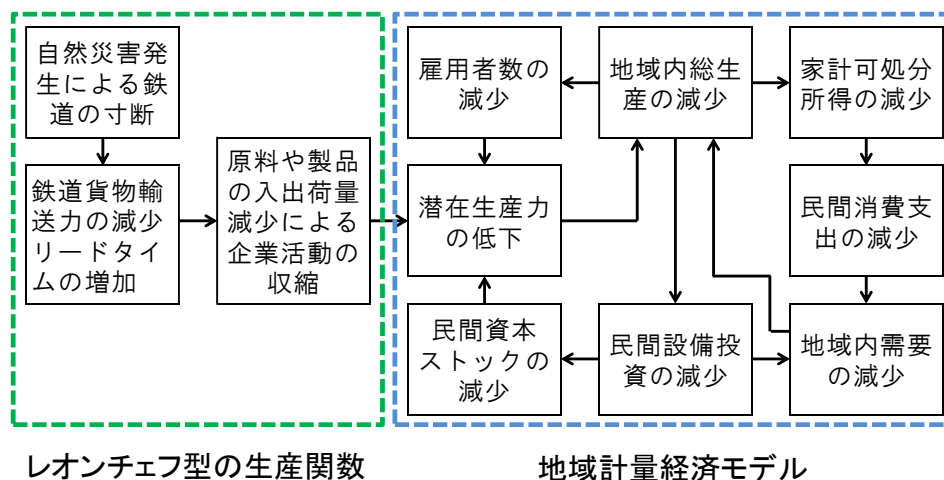 自然災害発
生による鉄
道の寸断
鉄道貨物輸
送力の減少
リードタイ
ムの増加
原料や製品
の入出荷量
減少による
企業活動の
収縮
レオンチェフ型の生産関数
雇用者数の
減少
地域内総生
産の減少
家計可処分
所得の減少
潜在生産力
の低下
民間消費支
出の減少
民間資本
ストックの
減少
民間設備投
資の減少
地域内需要
の減少
地域計量経済モデル